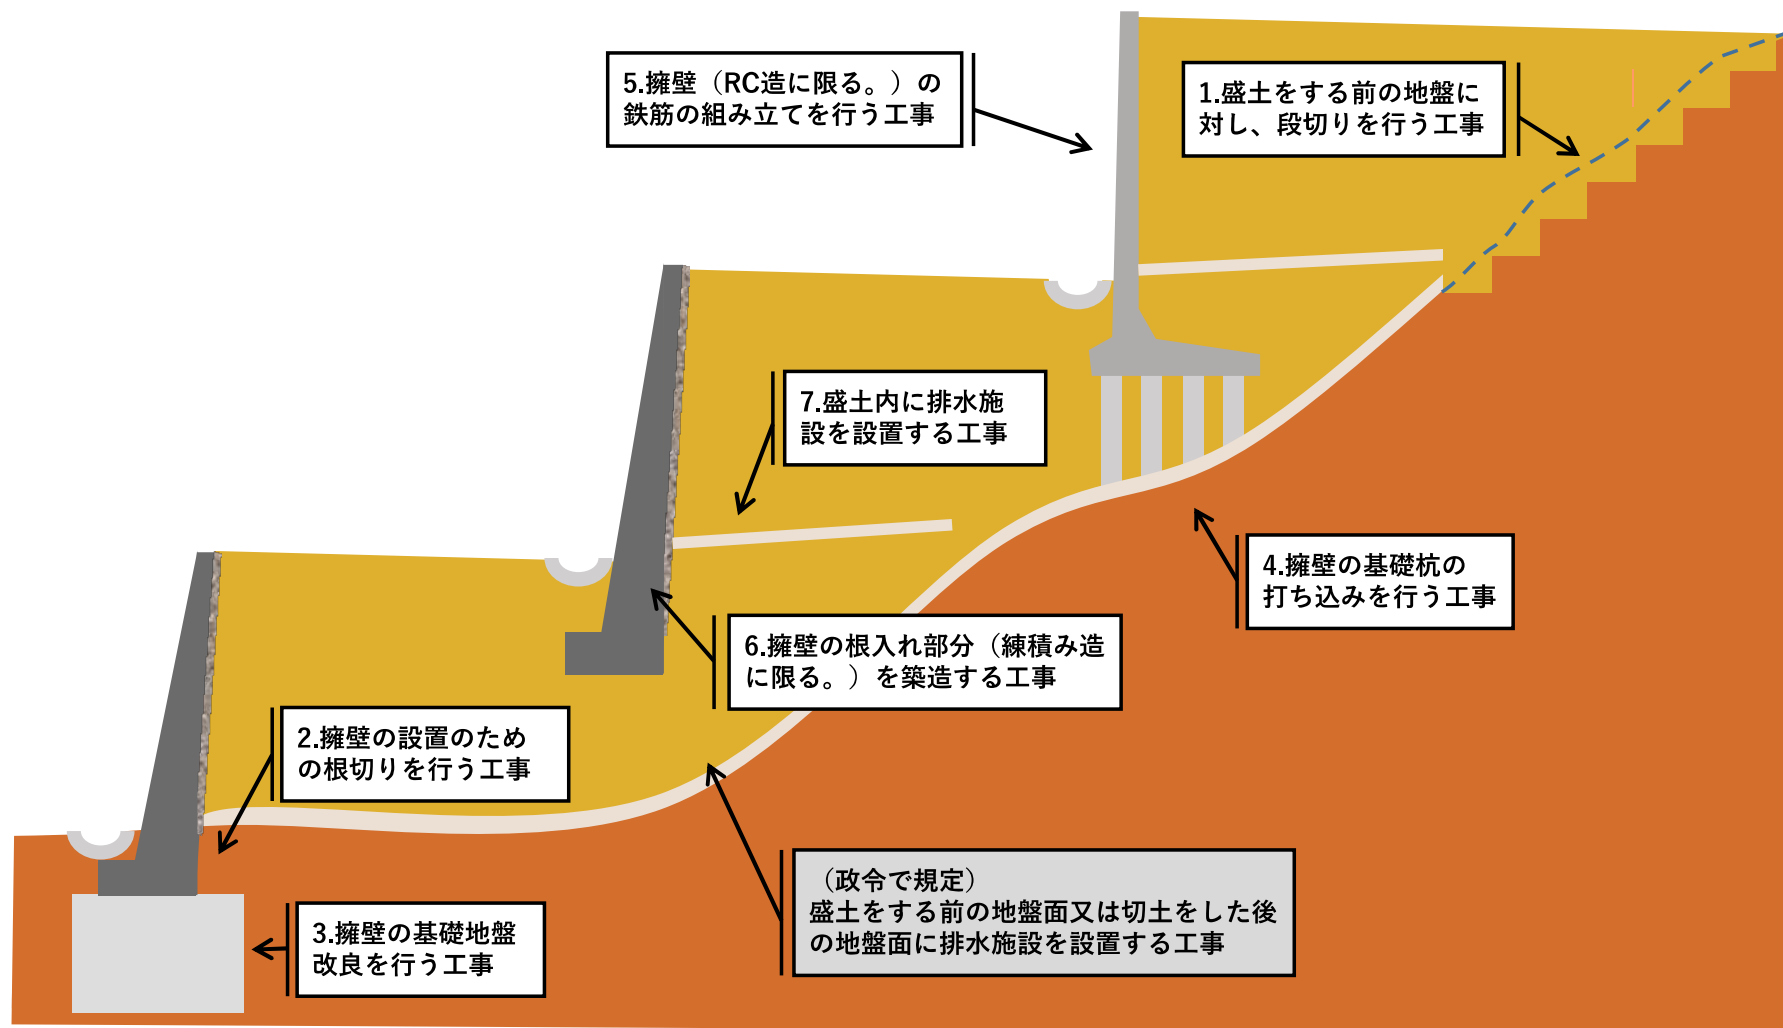 5.擁壁（RC造に限る。）の
鉄筋の組み立てを行う工事
1.盛土をする前の地盤に
対し、段切りを行う工事
7.盛土内に排水施
設を設置する工事
4.擁壁の基礎杭の
打ち込みを行う工事
6.擁壁の根入れ部分（練積み造
に限る。）を築造する工事
2.擁壁の設置のため
の根切りを行う工事
（政令で規定）
盛土をする前の地盤面又は切土をした後
の地盤面に排水施設を設置する工事
3.擁壁の基礎地盤
改良を行う工事